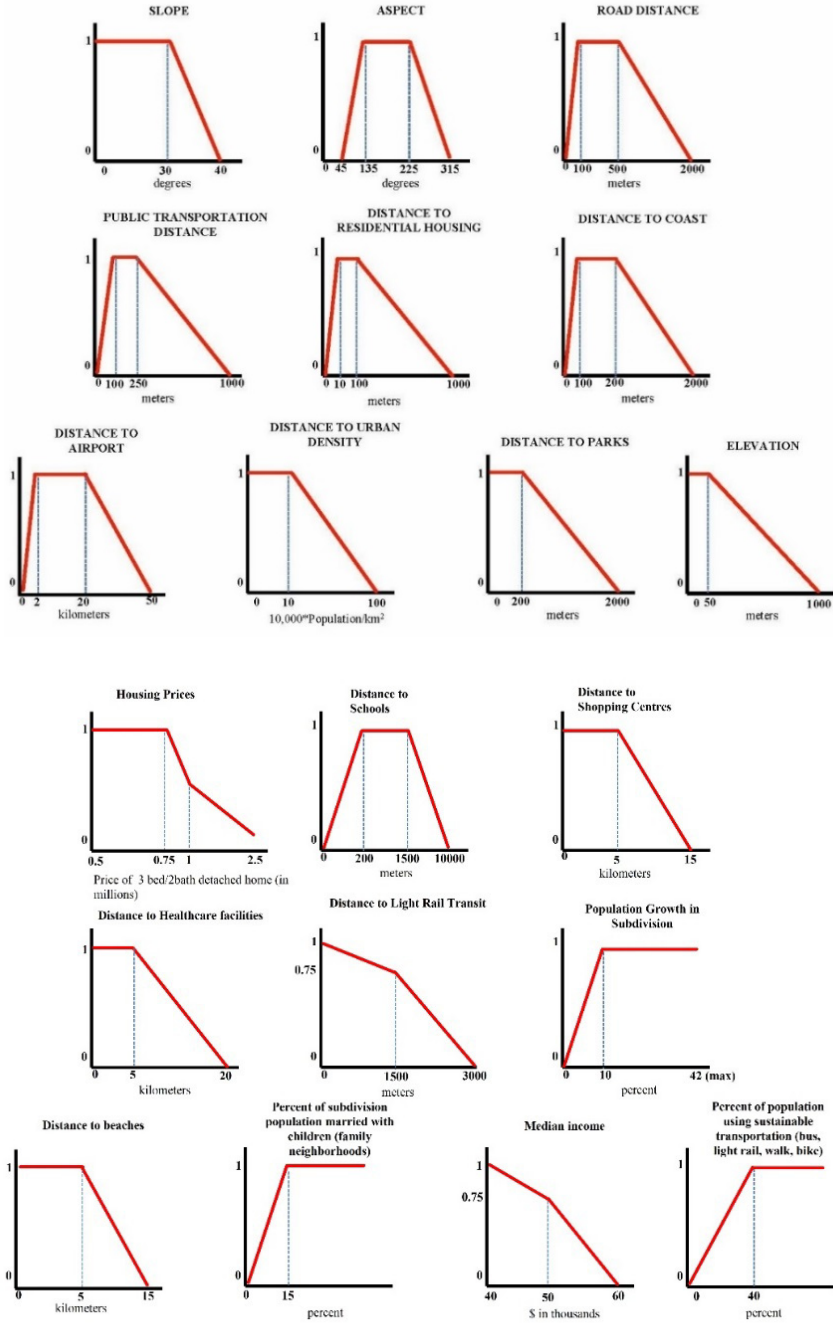 SLOPE
1
0
0 30 40
degrees
ASPECT
1
0
0 45 135 225 315
degrees
ROAD DISTANCE
1
0
0 100 500 2000
meters
PUBLIC TRANSPORTATION
DISTANCE
1
0
0 100 250 1000
meters
DISTANCE TO
RESIDENTIAL HOUSING
1
0
0 10 100 1000
meters
DISTANCE TO COAST
1
0
0 100 200 2000
meters
DISTANCE TO
AIRPORT
1
0
0 2 20 50
kilometers
DISTANCE TO URBAN
DENSITY
1
0
0 10 100
10,000ᵐPopulation/km²
DISTANCE TO PARKS
1
0
0 200 2000
meters
ELEVATION
1
0
0 50 1000
meters
Housing Prices
1
0
0.5 0.75 1 2.5
Price of 3 bed/2bath detached home (in
millions)
Distance to
Schools
1
0
0 200 1500 10000
meters
Distance to
Shopping Centres
1
0
0 5 15
kilometers
Distance to Healthcare facilities
1
0
0 5 20
kilometers
Distance to Light Rail Transit
1
0.75
0
0 1500 3000
meters
Population Growth in
Subdivision
1
0
0 10 42 (max)
percent
Distance to beaches
1
0
0 5 15
kilometers
Percent of subdivision
population married with
children (family
neighborhoods)
1
0
0 15
percent
Median income
1
0.75
0
40 50 60
$ in thousands
Percent of population
using sustainable
transportation (bus,
light rail, walk, bike)
1
0
0 40
percent